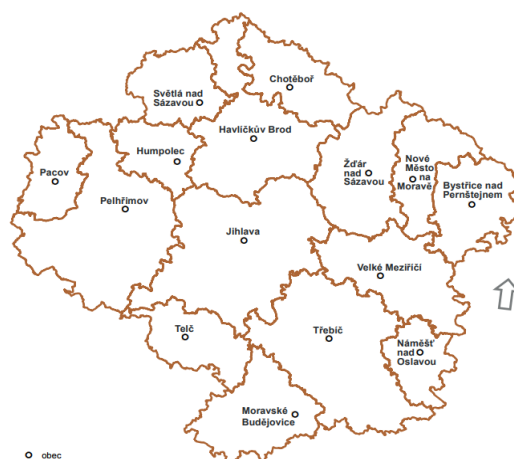 Chotěboř
Světlá nad
Sázavou
Havlíčkův Brod
Humpolec
Pacov
Pelhřimov
Žďár
nad
Sázavou
Nové
Město
na
Moravě
Bystřice nad
Pernštejnem
Jihlava
Velké Meziříčí
Telč
Třebíč
Náměšť
nad
Oslavou
Moravské
Budějovice
obec